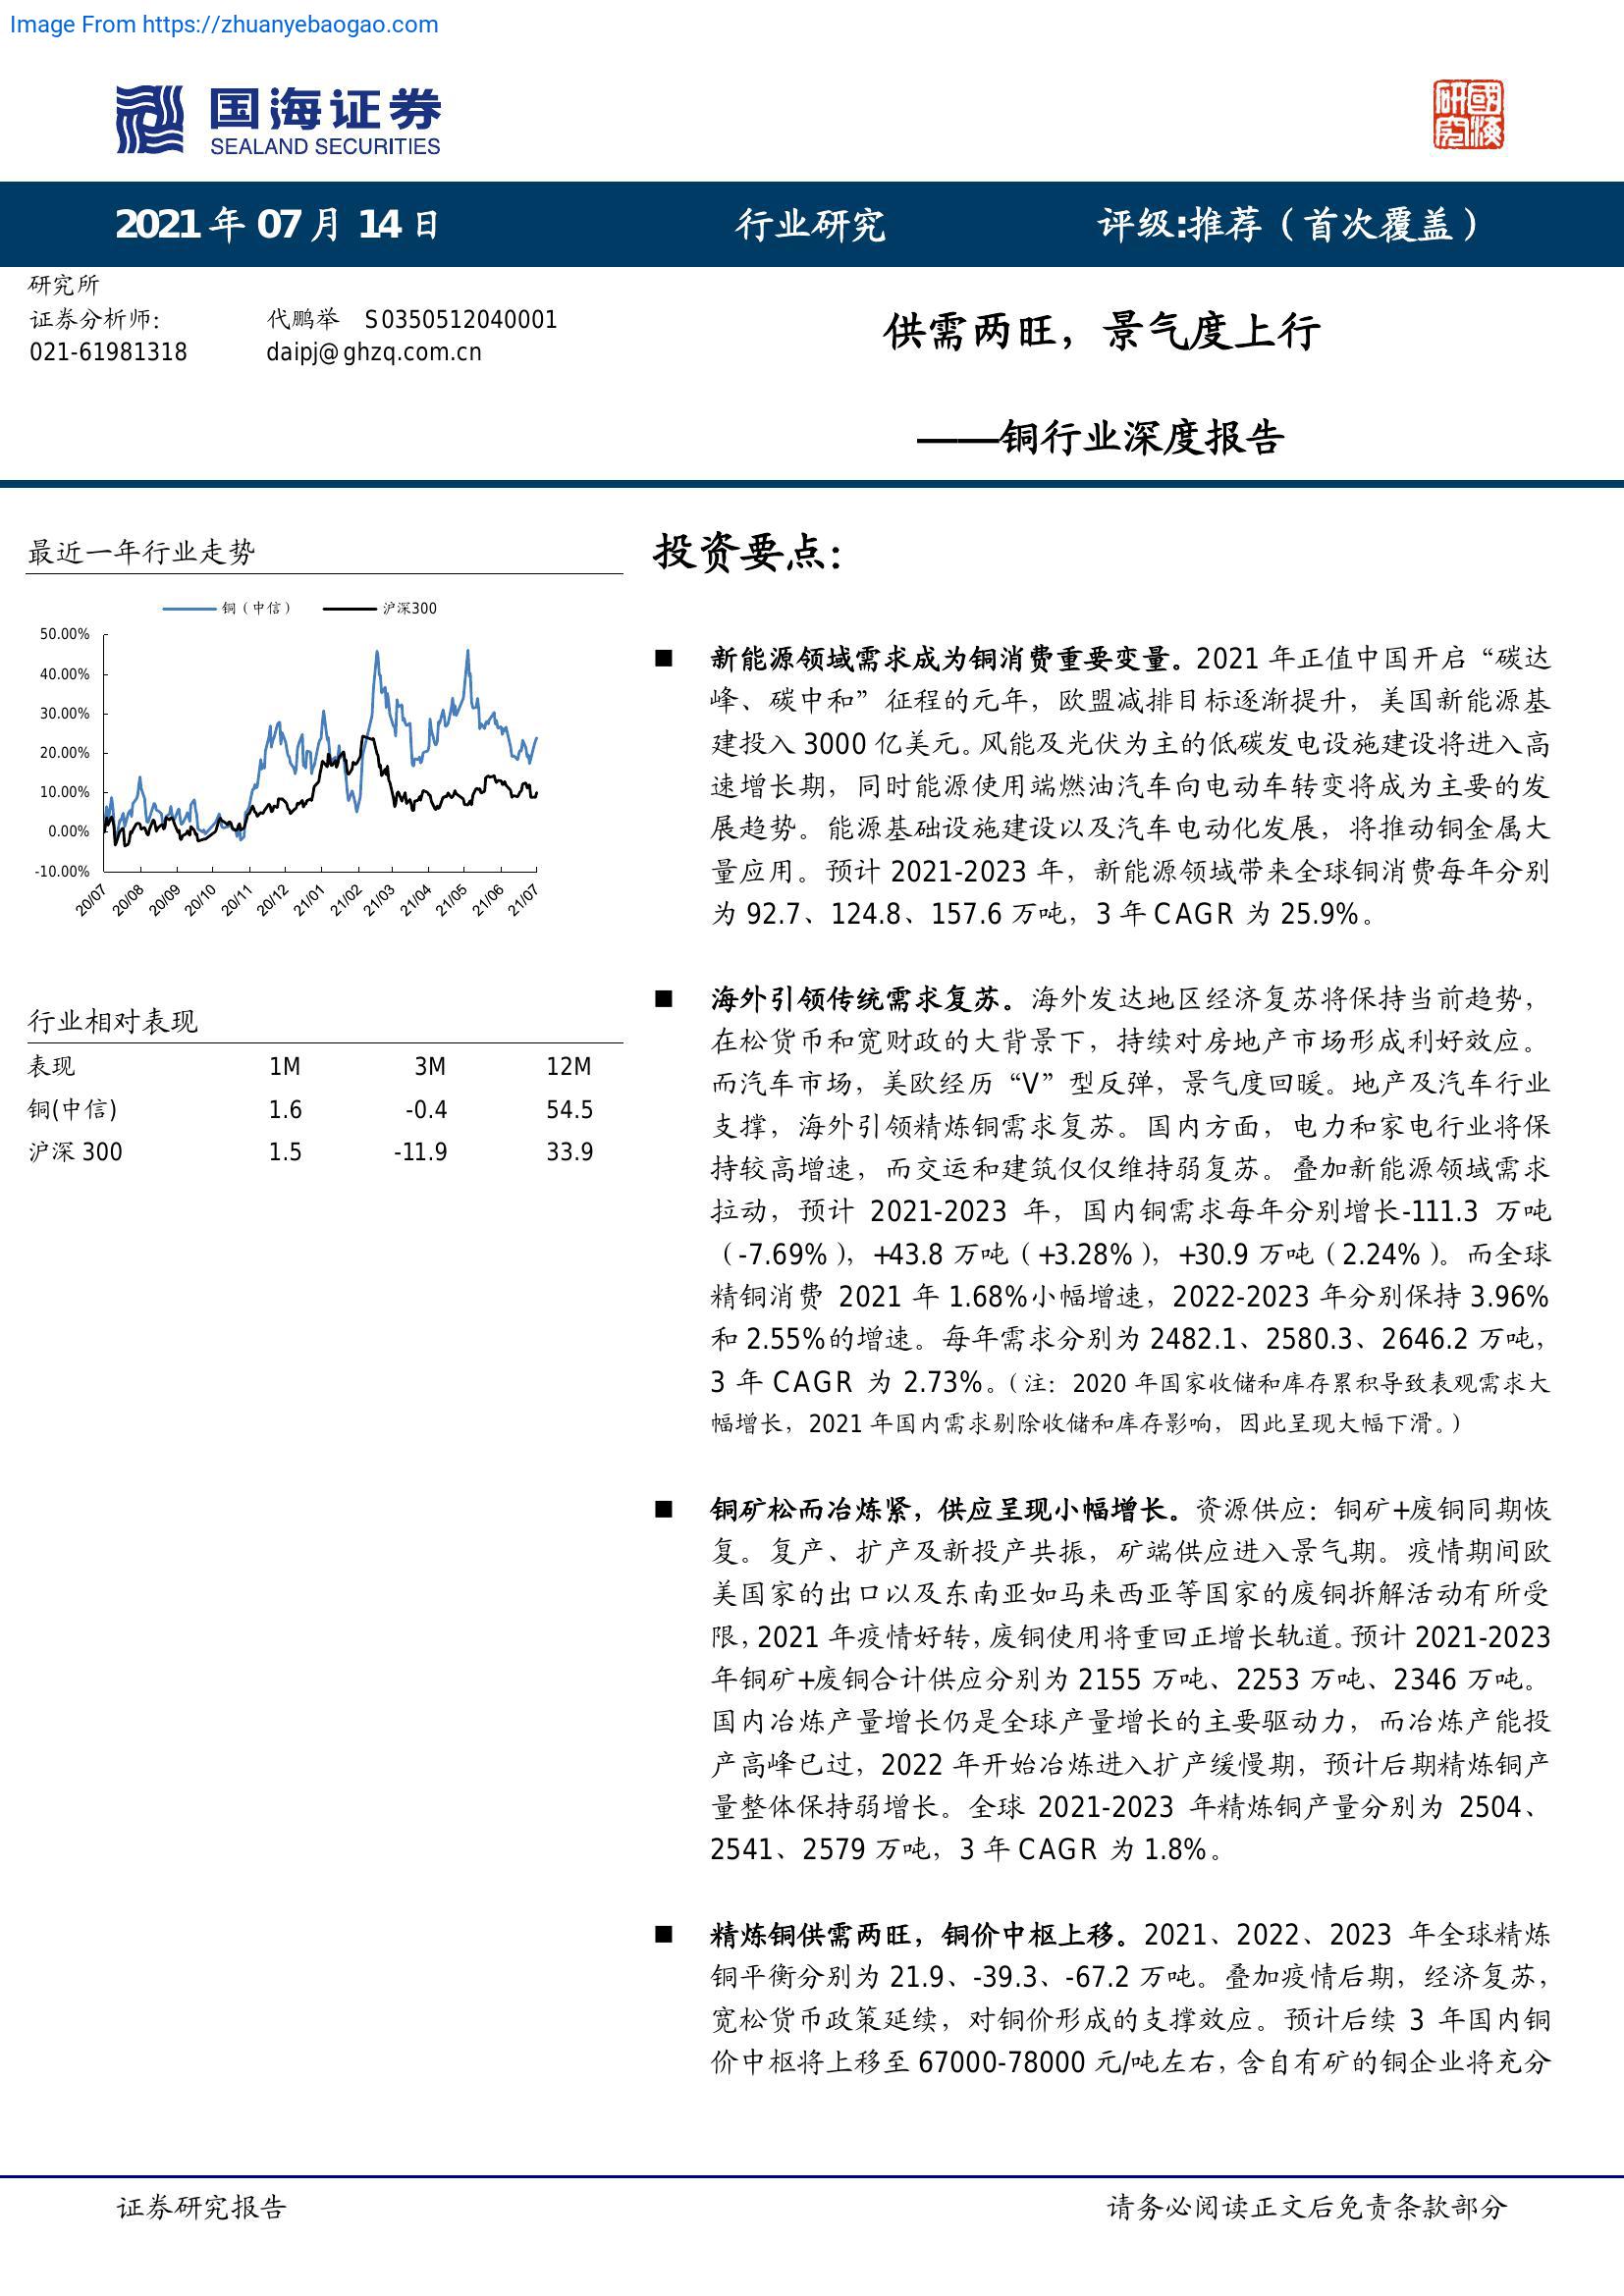 Image From https://zhuanyebaogao.com
国海证券
SEALAND SECURITIES
研 國
究 海
2021 年 07 月 14 日 行业研究 评级:推荐（首次覆盖）
研究所
证券分析师： 代鹏举 S0350512040001
021-61981318 daipj@ghzq.com.cn
供需两旺，景气度上行
——铜行业深度报告
最近一年行业走势
铜（中信） 沪深300
50.00%
40.00%
30.00%
20.00%
10.00%
0.00%
-10.00%
20/07 20/08 20/09 20/10 20/11 20/12 21/01 21/02 21/03 21/04 21/05 21/06 21/07
行业相对表现
表现 1M 3M 12M
铜(中信) 1.6 -0.4 54.5
沪深 300 1.5 -11.9 33.9
投资要点：
■ 新能源领域需求成为铜消费重要变量。2021 年正值中国开启“碳达
峰、碳中和”征程的元年，欧盟减排目标逐渐提升，美国新能源基
建投入 3000 亿美元。风能及光伏为主的低碳发电设施建设将进入高
速增长期，同时能源使用端燃油汽车向电动车转变将成为主要的发
展趋势。能源基础设施建设以及汽车电动化发展，将推动铜金属大
量应用。预计 2021-2023 年，新能源领域带来全球铜消费每年分别
为 92.7、124.8、157.6 万吨，3 年 CAGR 为 25.9%。
■ 海外引领传统需求复苏。海外发达地区经济复苏将保持当前趋势，
在松货币和宽财政的大背景下，持续对房地产市场形成利好效应。
而汽车市场，美欧经历“V”型反弹，景气度回暖。地产及汽车行业
支撑，海外引领精炼铜需求复苏。国内方面，电力和家电行业将保
持较高增速，而交运和建筑仅仅维持弱复苏。叠加新能源领域需求
拉动，预计 2021-2023 年，国内铜需求每年分别增长-111.3 万吨
（-7.69%），+43.8 万吨（+3.28%），+30.9 万吨（2.24%）。而全球
精铜消费 2021 年 1.68%小幅增速，2022-2023 年分别保持 3.96%
和 2.55%的增速。每年需求分别为 2482.1、2580.3、2646.2 万吨，
3 年 CAGR 为 2.73%。（注：2020 年国家收储和库存累积导致表观需求大
幅增长，2021 年国内需求剔除收储和库存影响，因此呈现大幅下滑。）
■ 铜矿松而冶炼紧，供应呈现小幅增长。资源供应：铜矿+废铜同期恢
复。复产、扩产及新投产共振，矿端供应进入景气期。疫情期间欧
美国家的出口以及东南亚如马来西亚等国家的废铜拆解活动有所受
限，2021 年疫情好转，废铜使用将重回正增长轨道。预计 2021-2023
年铜矿+废铜合计供应分别为 2155 万吨、2253 万吨、2346 万吨。
国内冶炼产量增长仍是全球产量增长的主要驱动力，而冶炼产能投
产高峰已过，2022 年开始冶炼进入扩产缓慢期，预计后期精炼铜产
量整体保持弱增长。全球 2021-2023 年精炼铜产量分别为 2504、
2541、2579 万吨，3 年 CAGR 为 1.8%。
■ 精炼铜供需两旺，铜价中枢上移。2021、2022、2023 年全球精炼
铜平衡分别为 21.9、-39.3、-67.2 万吨。叠加疫情后期，经济复苏，
宽松货币政策延续，对铜价形成的支撑效应。预计后续 3 年国内铜
价中枢将上移至 67000-78000 元/吨左右，含自有矿的铜企业将充分
证券研究报告 请务必阅读正文后免责条款部分